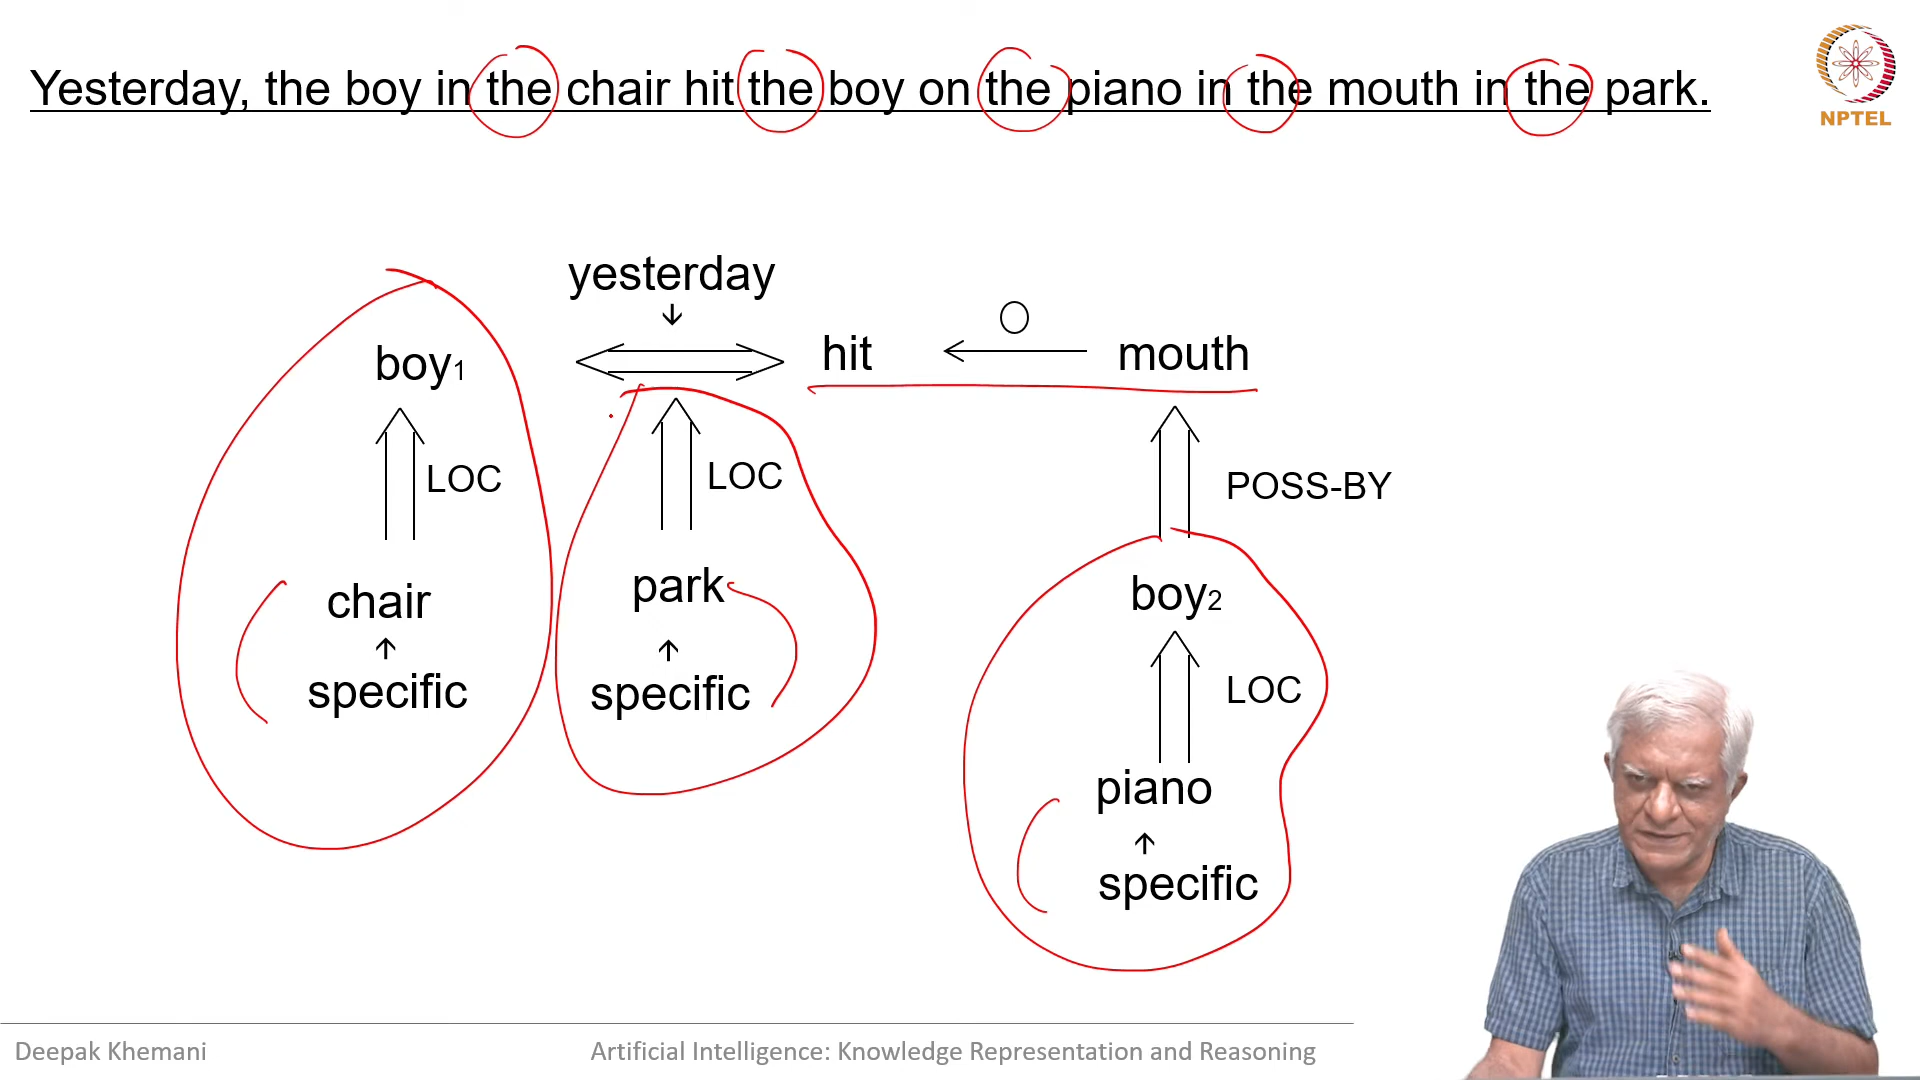 Yesterday, the boy in the chair hit the boy on the piano in the mouth in the park.
NPTEL
yesterday
boy1
hit
O
mouth
LOC
LOC
POSS-BY
chair
park
boy2
specific
specific
LOC
piano
specific
Deepak Khemani
Artificial Intelligence: Knowledge Representation and Reasoning